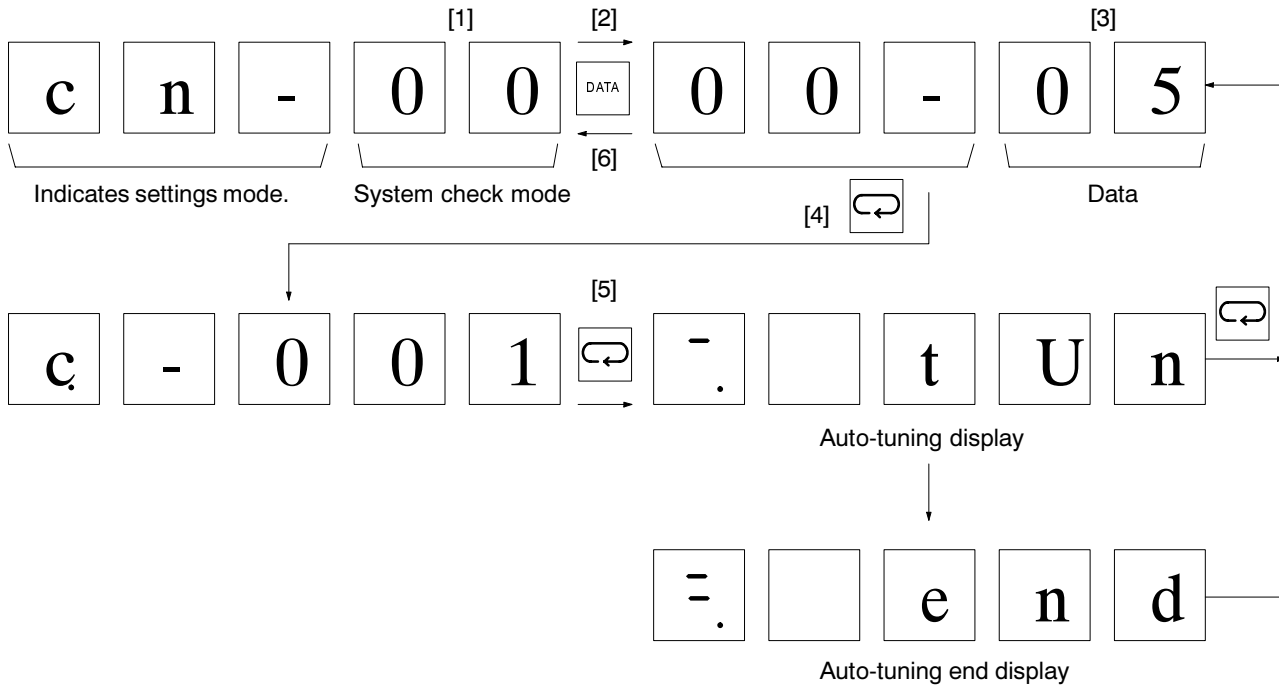 [1] [2] [3]
c n - 0 0 DATA 0 0 - 0 5
[6]
Indicates settings mode. System check mode Data
[4]
[5]
c. - 0 0 1 -. t U n
Auto-tuning display
=. e n d
Auto-tuning end display